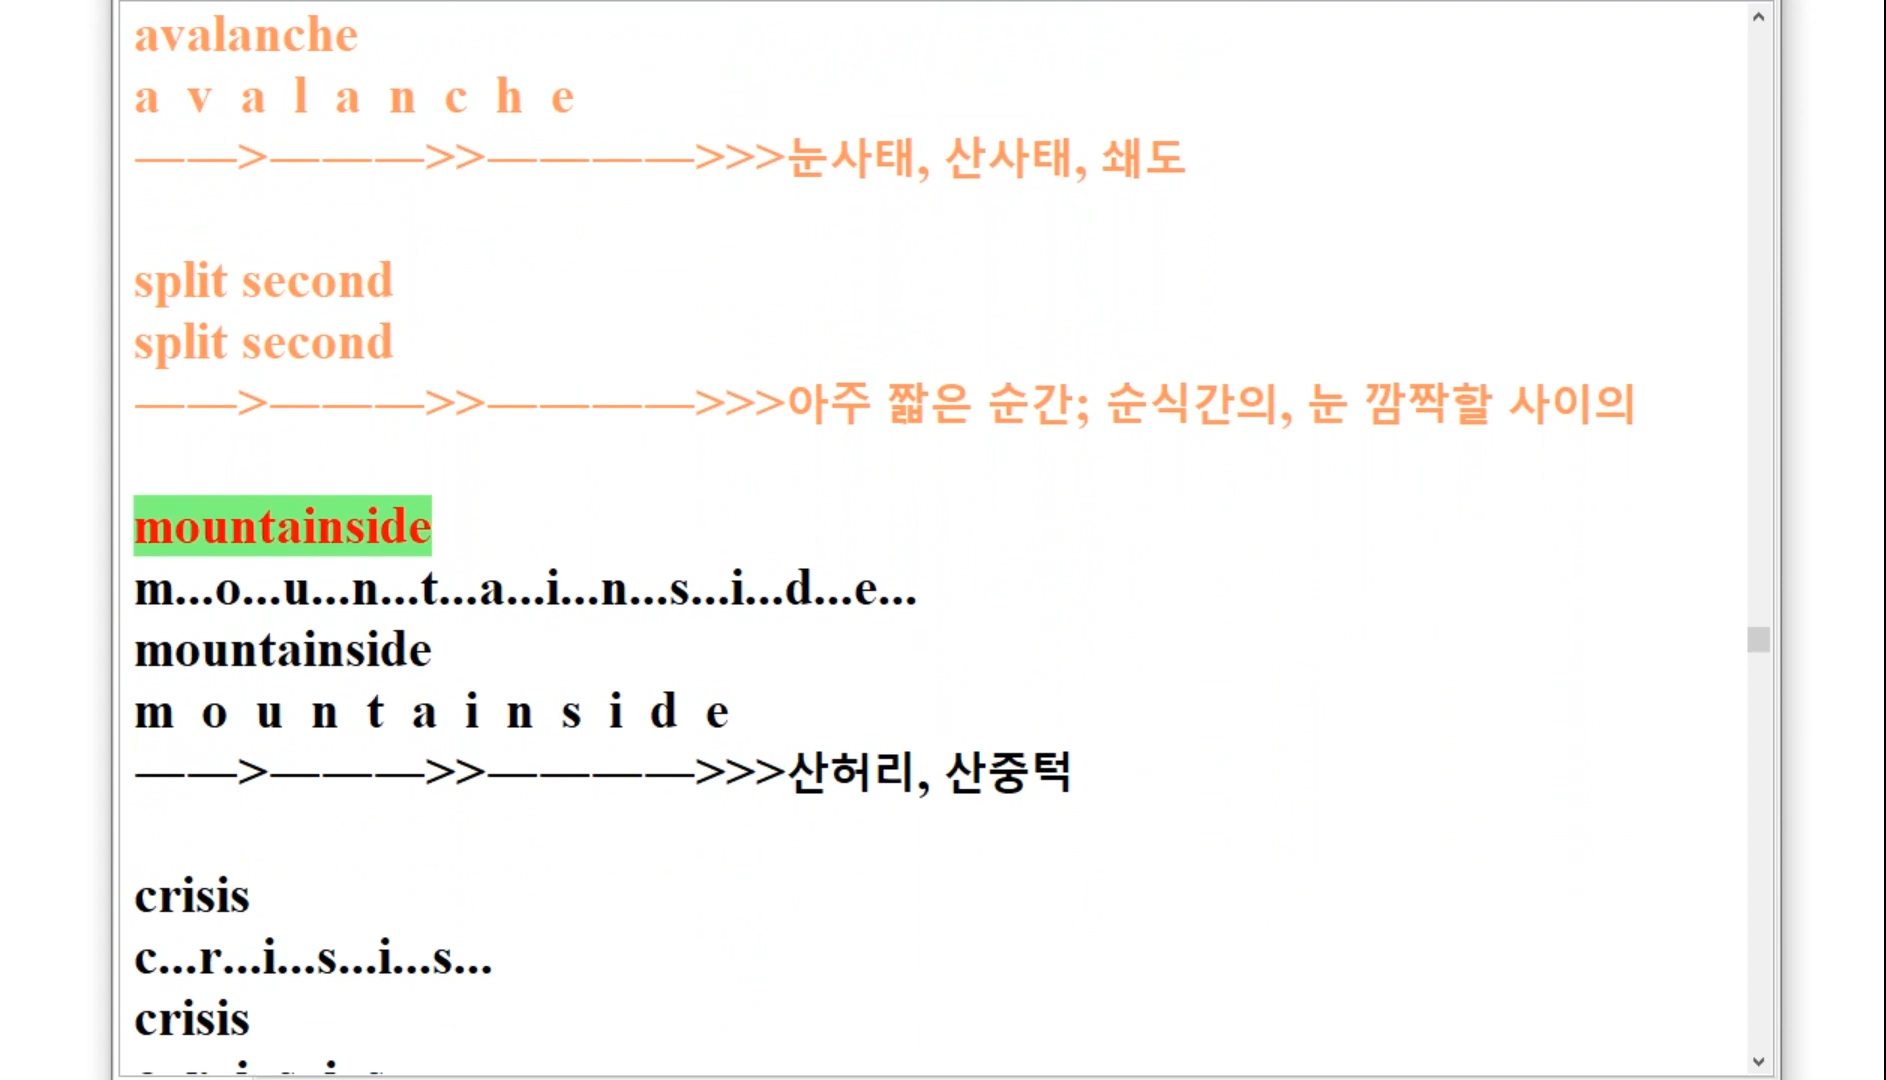 avalanche
a v a l a n c h e
——>———>>————>>>눈사태, 산사태, 쇄도
split second
split second
——>———>>————>>>아주 짧은 순간; 순식간의, 눈 깜짝할 사이의
mountainside
m...o...u...n...t...a...i...n...s...i...d...e...
mountainside
m o u n t a i n s i d e
——>———>>————>>>산허리, 산중턱
crisis
c...r...i...s...i...s...
crisis